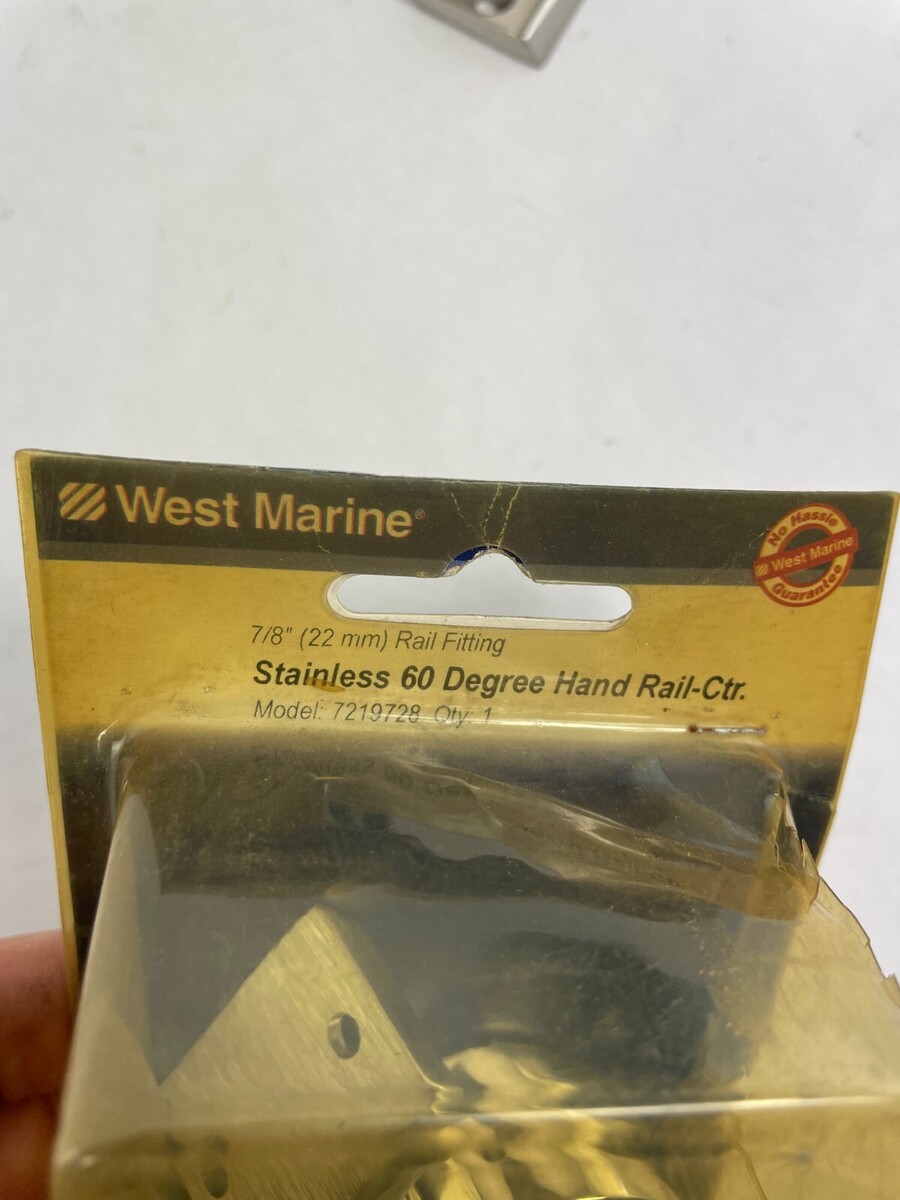 West Marine®
No Hassle
West Marine
Guarantee
7/8" (22 mm) Rail Fitting
Stainless 60 Degree Hand Rail-Ctr.
Model: 7219728 Qty: 1